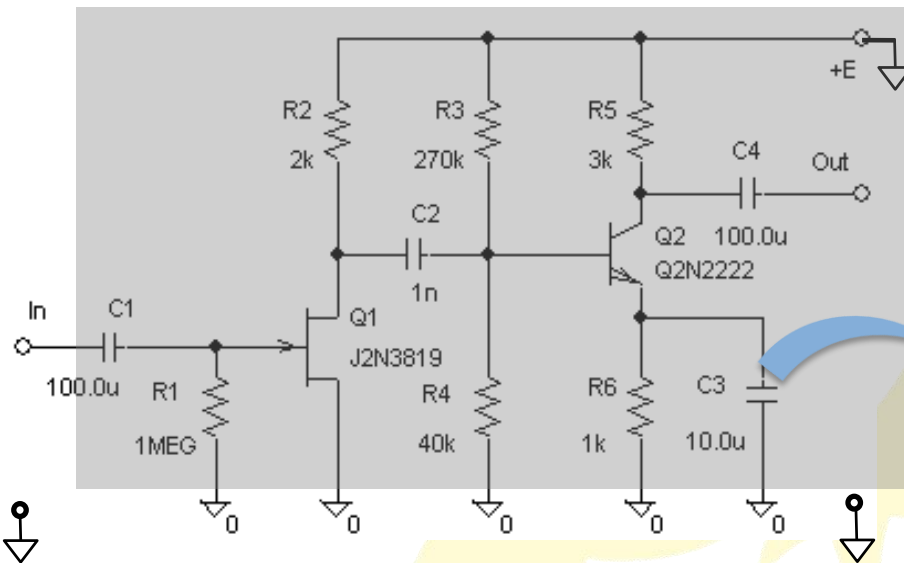 +E
R2
2k
R3
270k
R5
3k
C4
100.0u
Out
C2
1n
Q2
Q2N2222
In
C1
100.0u
Q1
J2N3819
R1
1MEG
R4
40k
R6
1k
C3
10.0u
0
0
0
0
0